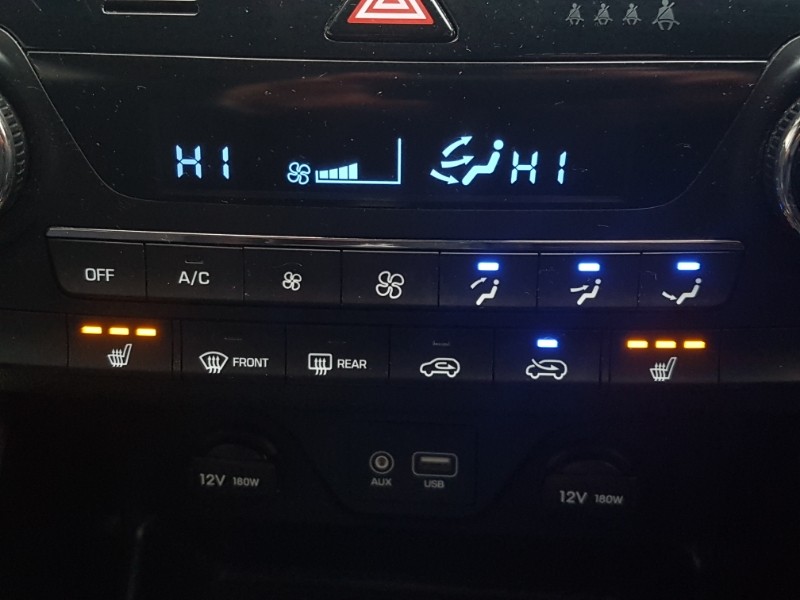 HI HI
OFF A/C
FRONT REAR
12V 180W AUX USB 12V 180W